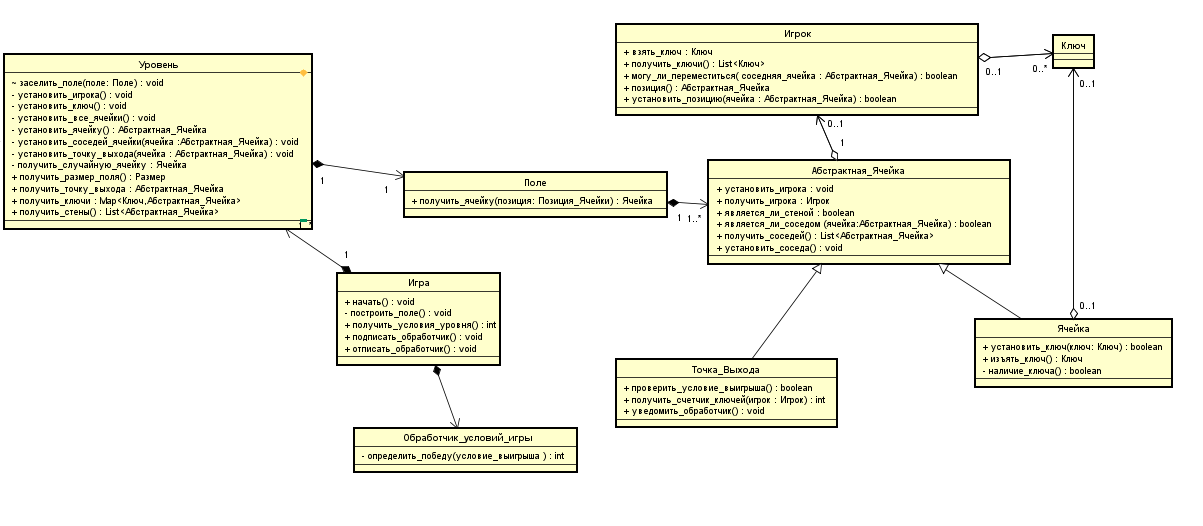 Уровень
~ заселить_поле(поле: Поле) : void
- установить_игрока() : void
- установить_ключ() : void
- установить_все_ячейки() : void
- установить_ячейку() : Абстрактная_Ячейка
- установить_соседей_ячейки(ячейка :Абстрактная_Ячейка) : void
- установить_точку_выхода(ячейка : Абстрактная_Ячейка) : void
- получить_случайную_ячейку : Ячейка
+ получить_размер_поля() : Размер
+ получить_точку_выхода : Абстрактная_Ячейка
+ получить_ключи : Map<Ключ,Абстрактная_Ячейка>
+ получить_стены() : List<Абстрактная_Ячейка>
1
1
Поле
+ получить_ячейку(позиция: Позиция_Ячейки) : Ячейка
1
1..*
1
Игра
+ начать() : void
- построить_поле() : void
+ получить_условия_уровня() : int
+ подписать_обработчик() : void
+ отписать_обработчик() : void
Обработчик_условий_игры
- определить_победу(условие_выигрыша ) : int
Игрок
+ взять_ключ : Ключ
+ получить_ключи() : List<Ключ>
+ могу_ли_переместиться( соседняя_ячейка : Абстрактная_Ячейка) : boolean
+ позиция() : Абстрактная_Ячейка
+ установить_позицию(ячейка : Абстрактная_Ячейка) : boolean
0..1
0..*
Ключ
0..1
0..1
1
Абстрактная_Ячейка
+ установить_игрока : void
+ получить_игрока : Игрок
+ является_ли_стеной : boolean
+ является_ли_соседом (ячейка:Абстрактная_Ячейка) : boolean
+ получить_соседей() : List<Абстрактная_Ячейка>
+ установить_соседа() : void
0..1
Ячейка
+ установить_ключ(ключ: Ключ) : boolean
+ изъять_ключ() : Ключ
- наличие_ключа() : boolean
Точка_Выхода
+ проверить_условие_выигрыша() : boolean
+ получить_счетчик_ключей(игрок : Игрок) : int
+ уведомить_обработчик() : void